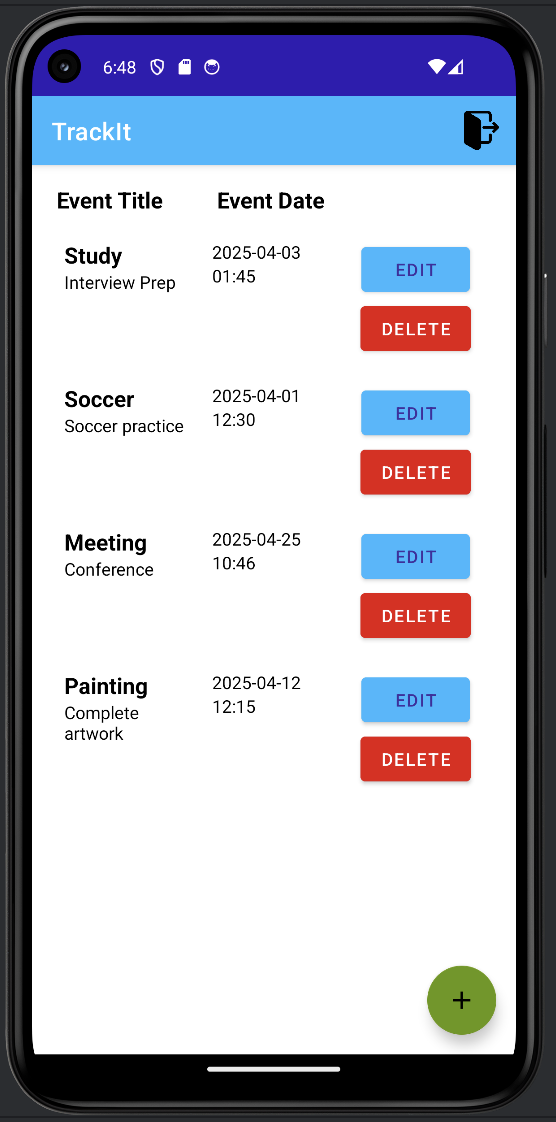 6:48
TrackIt
Event Title Event Date
Study 2025-04-03 EDIT
Interview Prep 01:45
DELETE
Soccer 2025-04-01 EDIT
Soccer practice 12:30
DELETE
Meeting 2025-04-25 EDIT
Conference 10:46
DELETE
Painting 2025-04-12 EDIT
Complete 12:15
artwork
DELETE
+